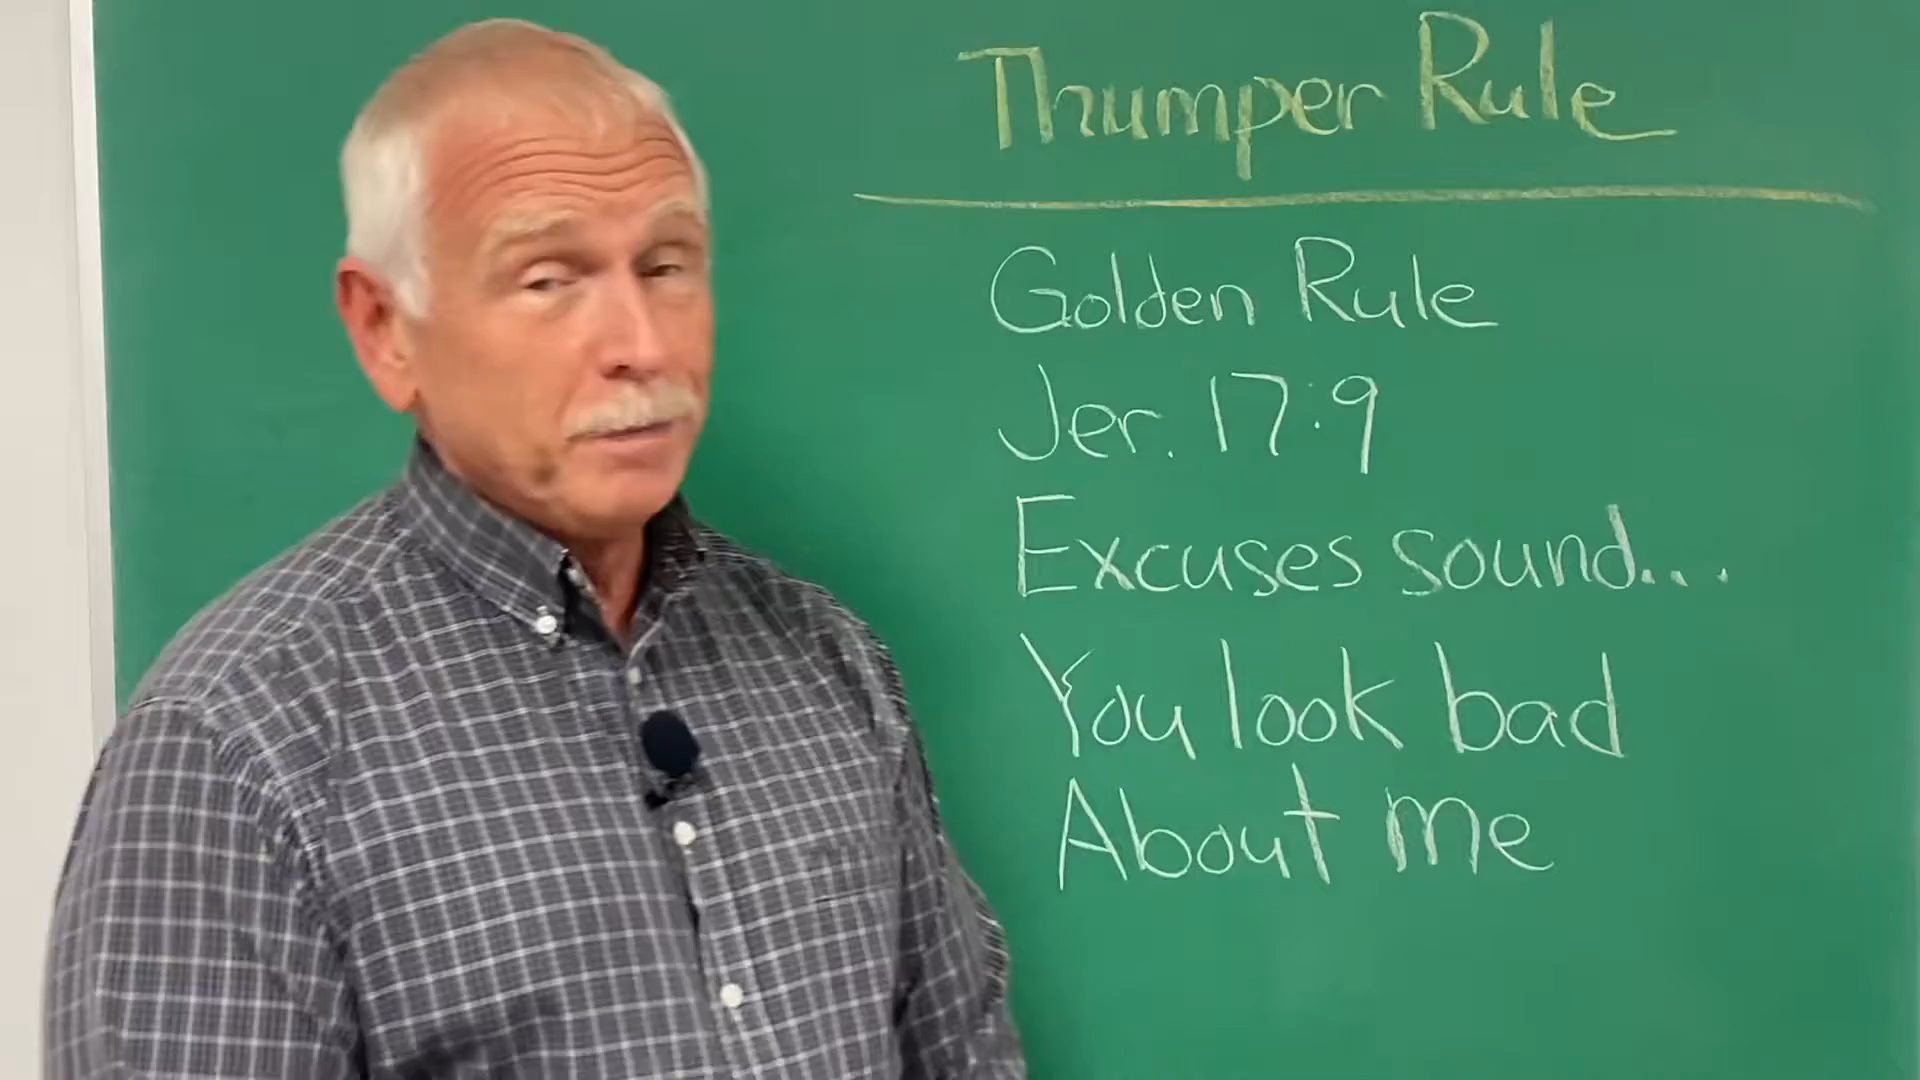 Thumper Rule
Golden Rule
Jer. 17:9
Excuses sound...
You look bad
About me